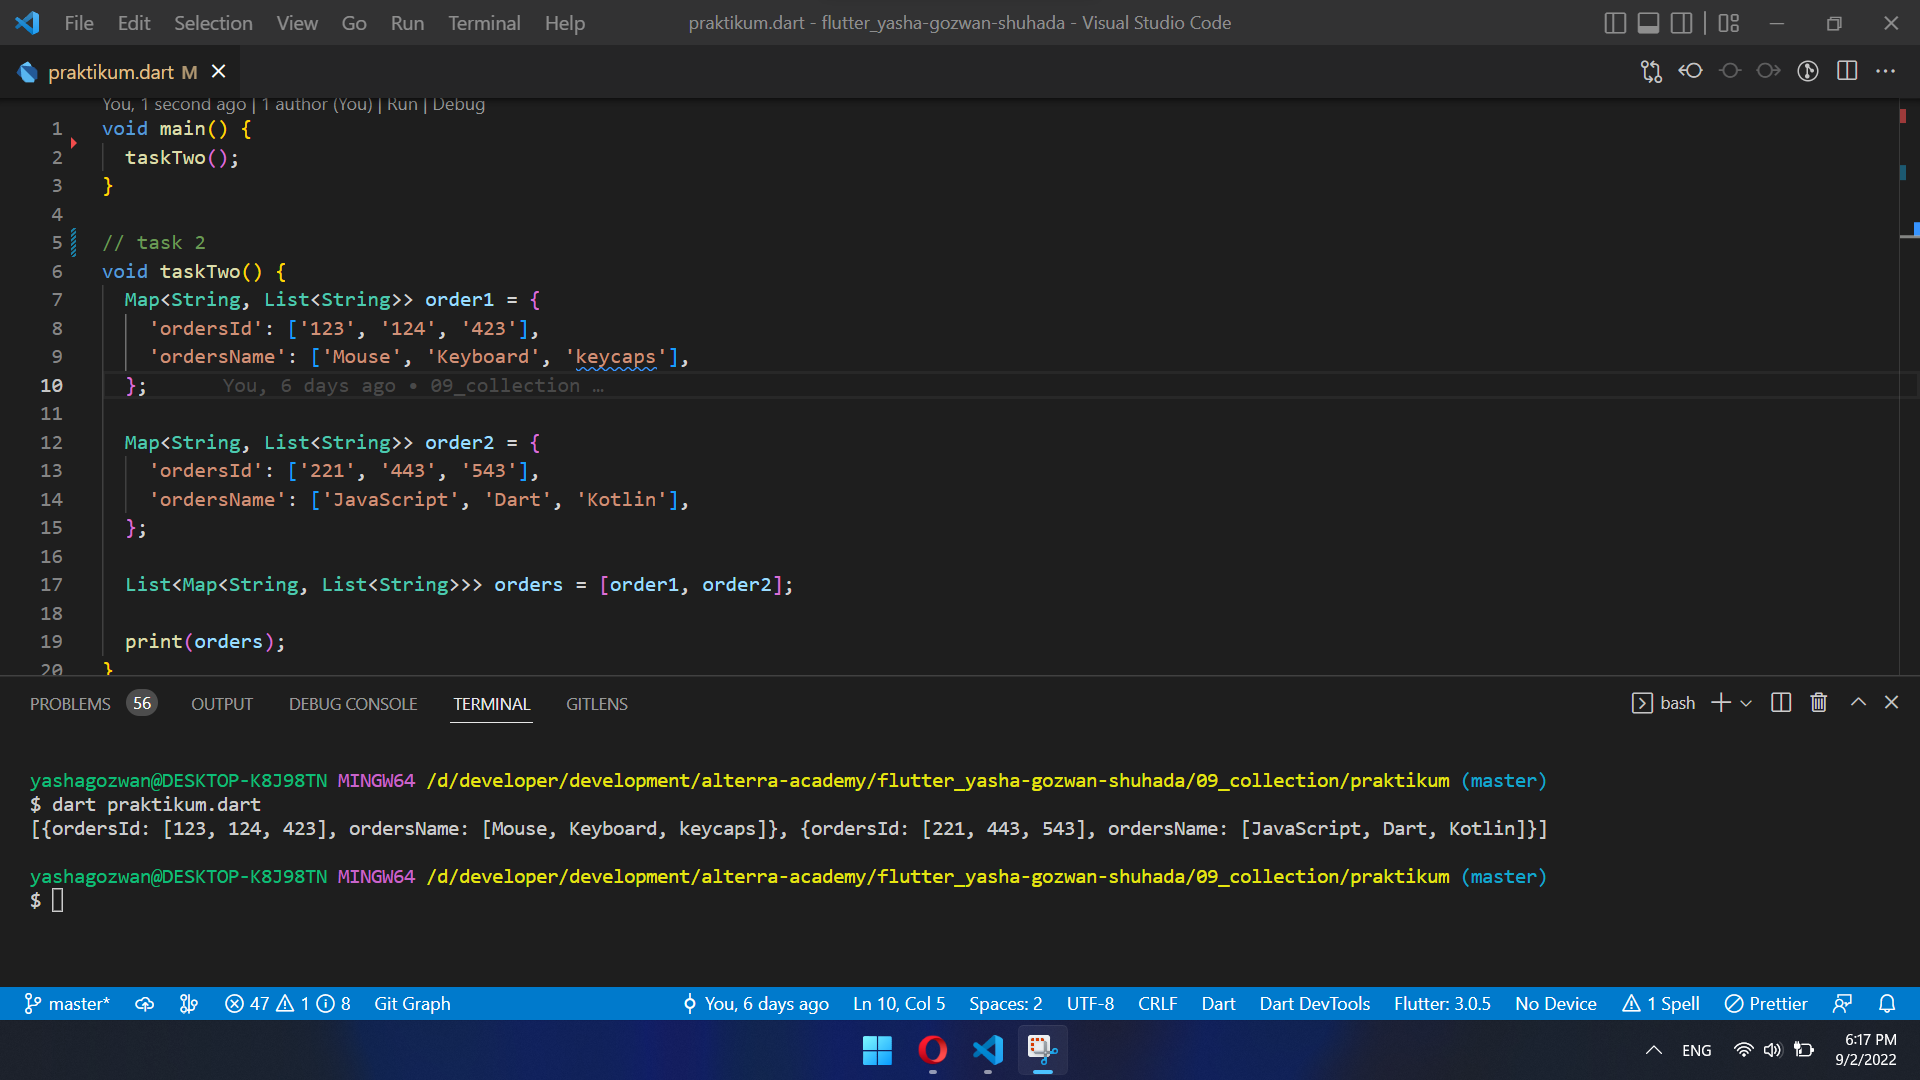 File Edit Selection View Go Run Terminal Help praktikum.dart - flutter_yasha-gozwan-shuhada - Visual Studio Code
praktikum.dart M
You, 1 second ago | 1 author (You) | Run | Debug
1 void main() {
2 taskTwo();
3 }
4
5 // task 2
6 void taskTwo() {
7 Map<String, List<String>> order1 = {
8 'ordersId': ['123', '124', '423'],
9 'ordersName': ['Mouse', 'Keyboard', 'keycaps'],
10 }; You, 6 days ago • 09_collection …
11
12 Map<String, List<String>> order2 = {
13 'ordersId': ['221', '443', '543'],
14 'ordersName': ['JavaScript', 'Dart', 'Kotlin'],
15 };
16
17 List<Map<String, List<String>>> orders = [order1, order2];
18
19 print(orders);
20 }
PROBLEMS 56 OUTPUT DEBUG CONSOLE TERMINAL GITLENS bash
yashagozwan@DESKTOP-K8J98TN MINGW64 /d/developer/development/alterra-academy/flutter_yasha-gozwan-shuhada/09_collection/praktikum (master)
$ dart praktikum.dart
[{ordersId: [123, 124, 423], ordersName: [Mouse, Keyboard, keycaps]}, {ordersId: [221, 443, 543], ordersName: [JavaScript, Dart, Kotlin]}]
yashagozwan@DESKTOP-K8J98TN MINGW64 /d/developer/development/alterra-academy/flutter_yasha-gozwan-shuhada/09_collection/praktikum (master)
$
master* 47 1 8 Git Graph You, 6 days ago Ln 10, Col 5 Spaces: 2 UTF-8 CRLF Dart Dart DevTools Flutter: 3.0.5 No Device 1 Spell Prettier
ENG 6:17 PM
9/2/2022